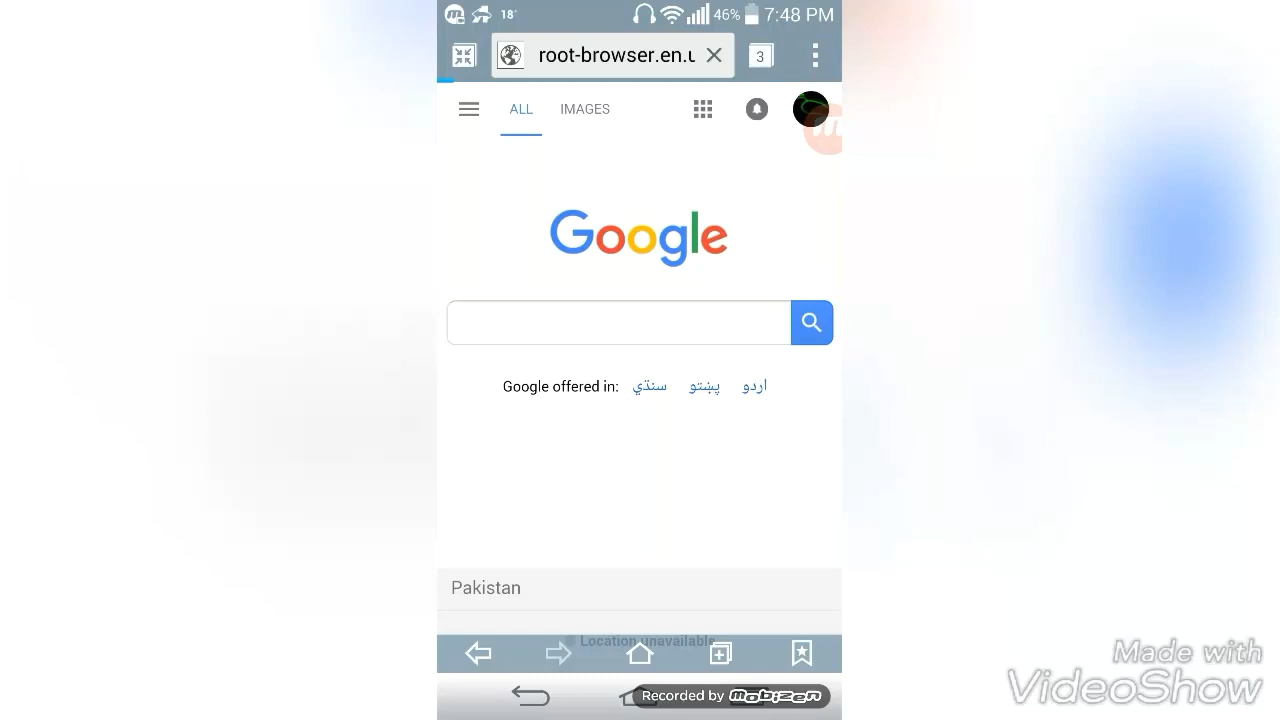 18° 46% 7:48 PM
root-browser.en.u 3
ALL IMAGES
Google
Google offered in: سنڌي پښتو اردو
Pakistan
Location unavailable
Recorded by mobizen
Made with
VideoShow